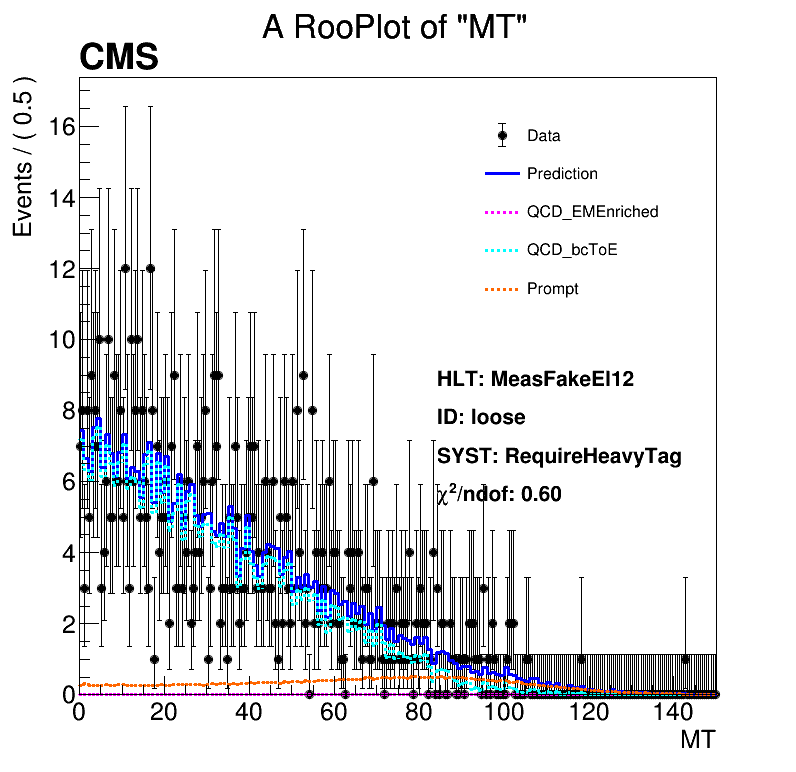 A RooPlot of "MT"
CMS
Events / ( 0.5 )
16
14
12
10
8
6
4
2
0
Data
Prediction
QCD_EMEnriched
QCD_bcToE
Prompt
HLT: MeasFakeEl12
ID: loose
SYST: RequireHeavyTag
χ²/ndof: 0.60
0 20 40 60 80 100 120 140
MT